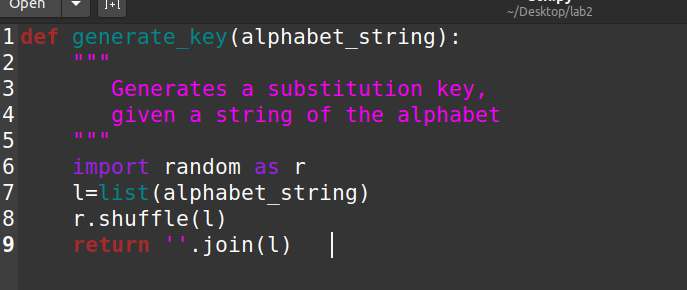 Open
~/Desktop/lab2
1 def generate_key(alphabet_string):
2     """
3        Generates a substitution key,
4        given a string of the alphabet
5     """
6     import random as r
7     l=list(alphabet_string)
8     r.shuffle(l)
9     return ''.join(l)